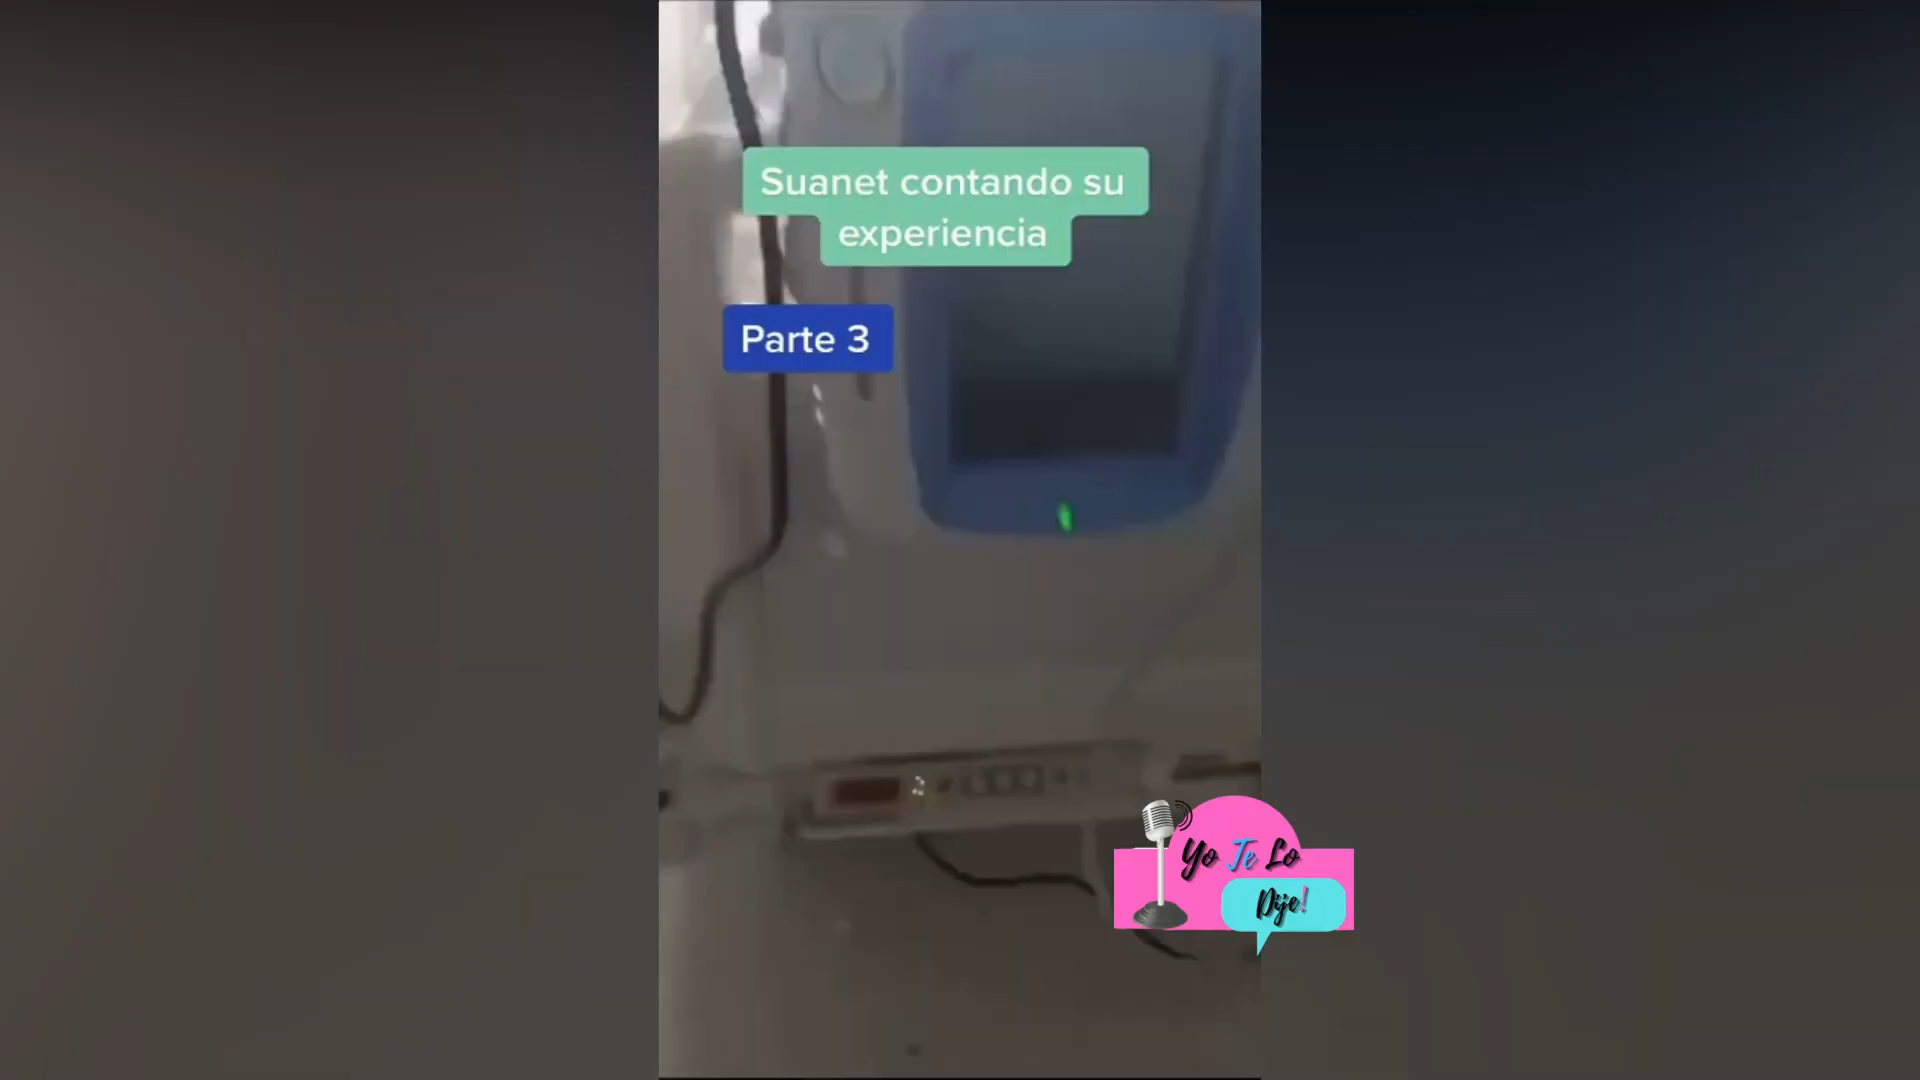 Suanet contando su
experiencia
Parte 3
Yo Te Lo
Dije!